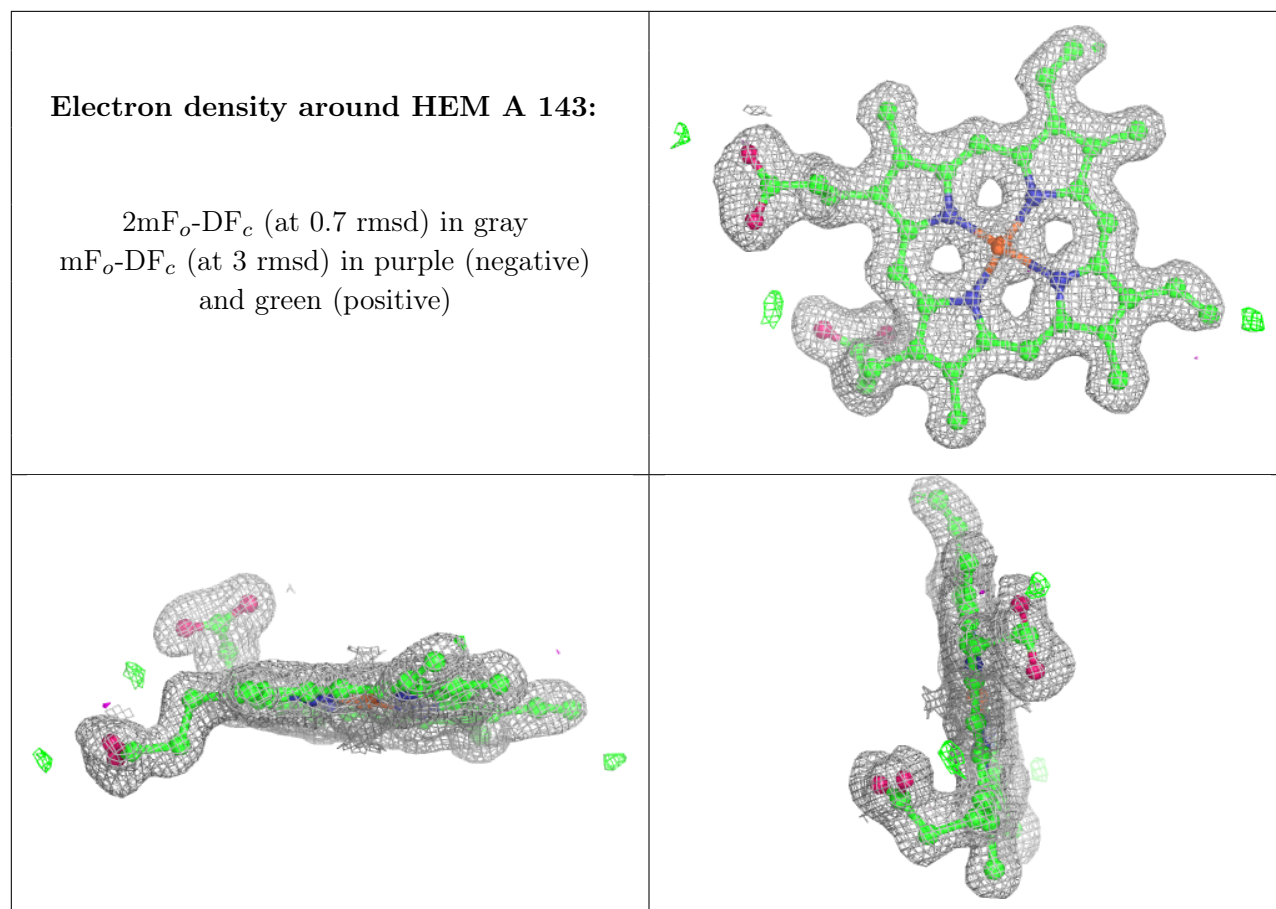 Electron density around HEM A 143:
2mFo-DFc (at 0.7 rmsd) in gray
mFo-DFc (at 3 rmsd) in purple (negative)
and green (positive)